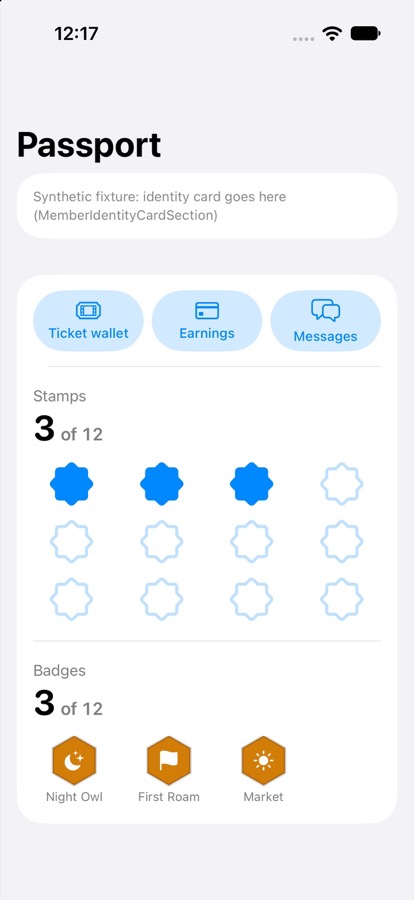 12:17
Passport
Synthetic fixture: identity card goes here
(MemberIdentityCardSection)
Ticket wallet
Earnings
Messages
Stamps
3 of 12
Badges
3 of 12
Night Owl
First Roam
Market